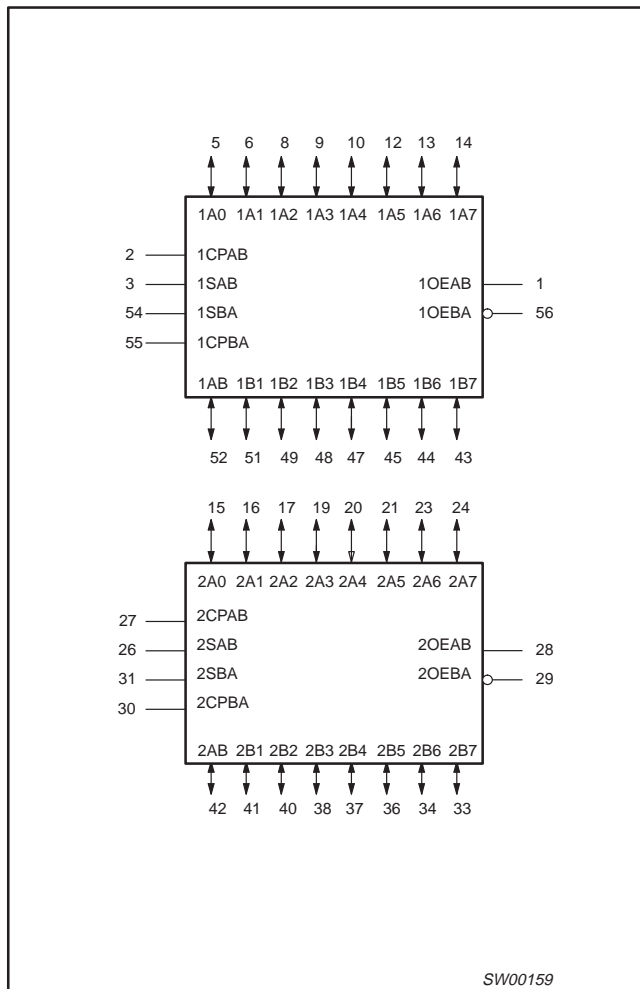 5 6 8 9 10 12 13 14
1A0 1A1 1A2 1A3 1A4 1A5 1A6 1A7
2 1CPAB
3 1SAB 1OEAB 1
54 1SBA 1OEBA 56
55 1CPBA
1AB 1B1 1B2 1B3 1B4 1B5 1B6 1B7
52 51 49 48 47 45 44 43
15 16 17 19 20 21 23 24
2A0 2A1 2A2 2A3 2A4 2A5 2A6 2A7
27 2CPAB
26 2SAB 2OEAB 28
31 2SBA 2OEBA 29
30 2CPBA
2AB 2B1 2B2 2B3 2B4 2B5 2B6 2B7
42 41 40 38 37 36 34 33
SW00159